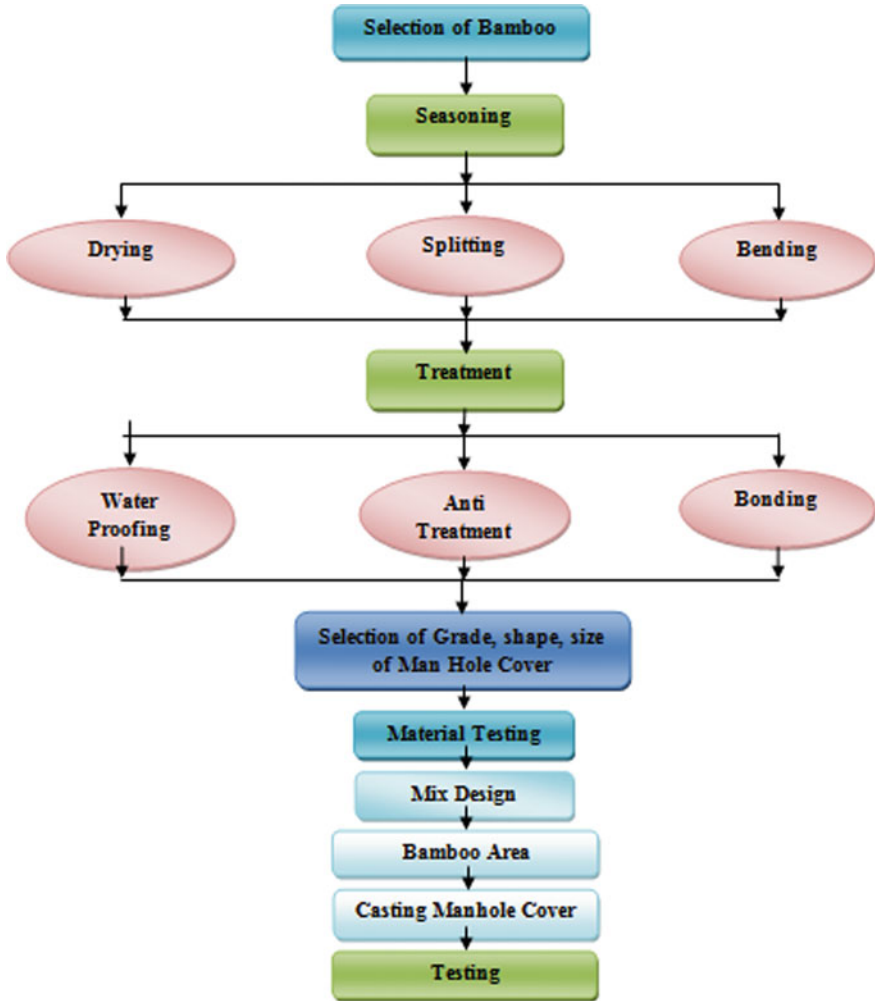 Selection of Bamboo
Seasoning
Drying
Splitting
Bending
Treatment
Water
Proofing
Anti
Treatment
Bonding
Selection of Grade, shape, size
of Man Hole Cover
Material Testing
Mix Design
Bamboo Area
Casting Manhole Cover
Testing